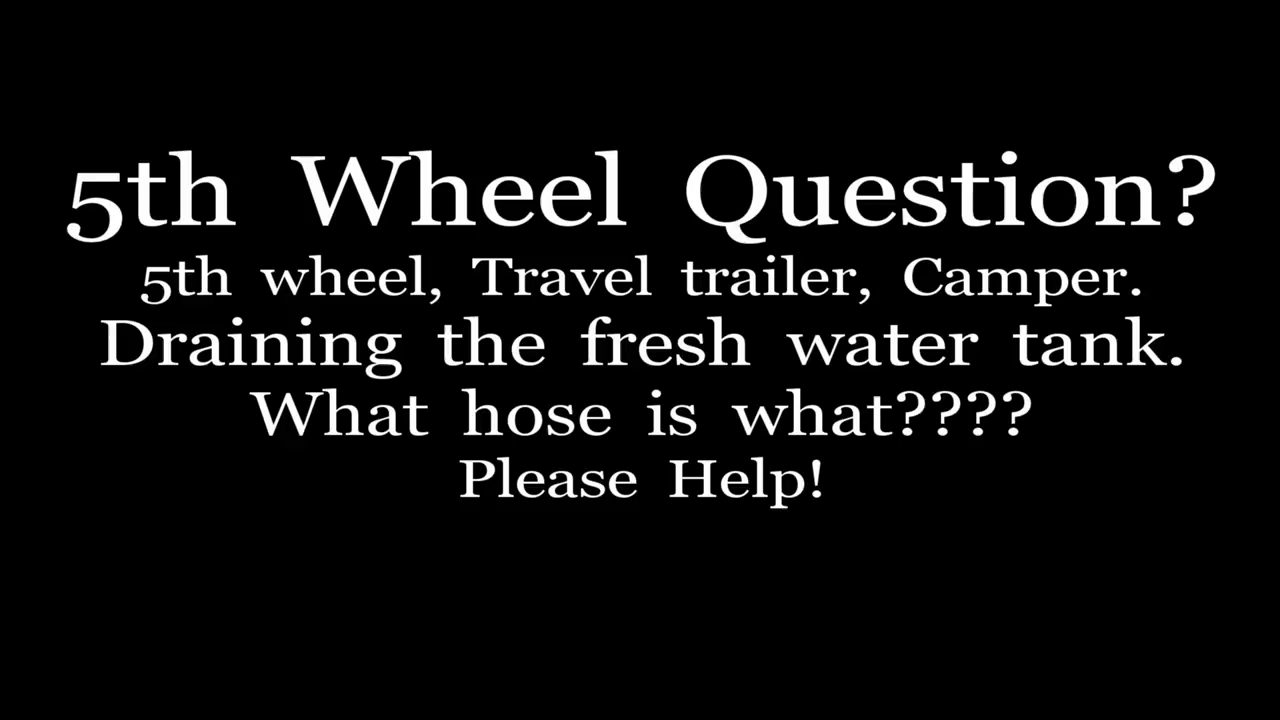 5th Wheel Question?
5th wheel, Travel trailer, Camper.
Draining the fresh water tank.
What hose is what????
Please Help!